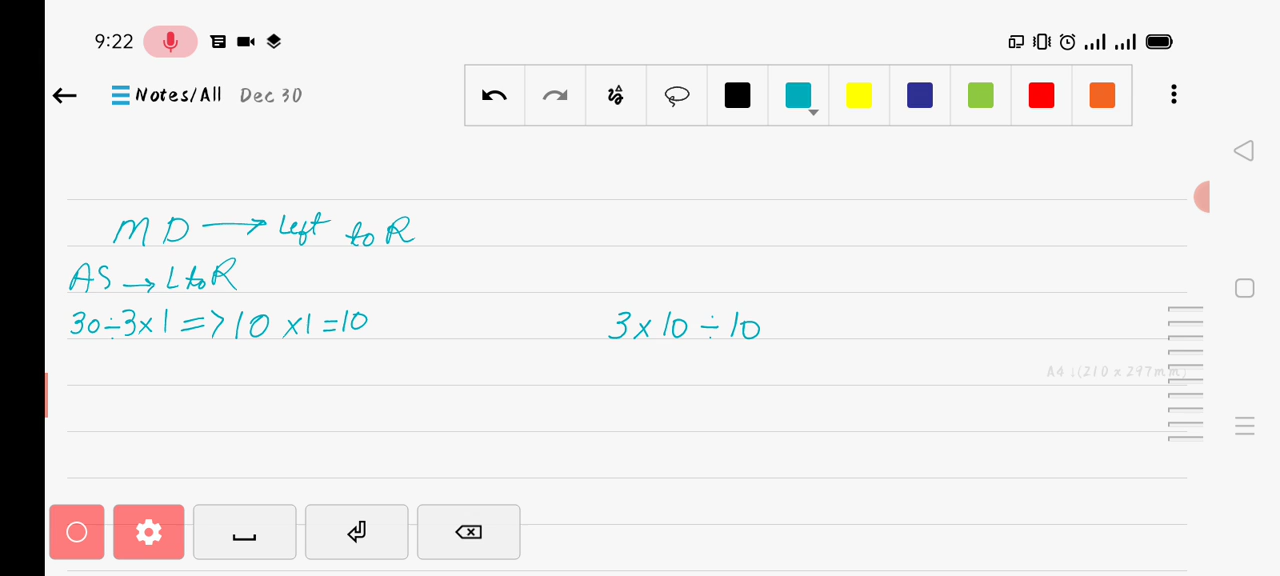 9:22
Notes/All Dec 30
M D → Left to R
AS → L to R
30÷3×1 => 10 ×1 =10 3 × 10 ÷ 10
A4 ↓(210 x 297mm)